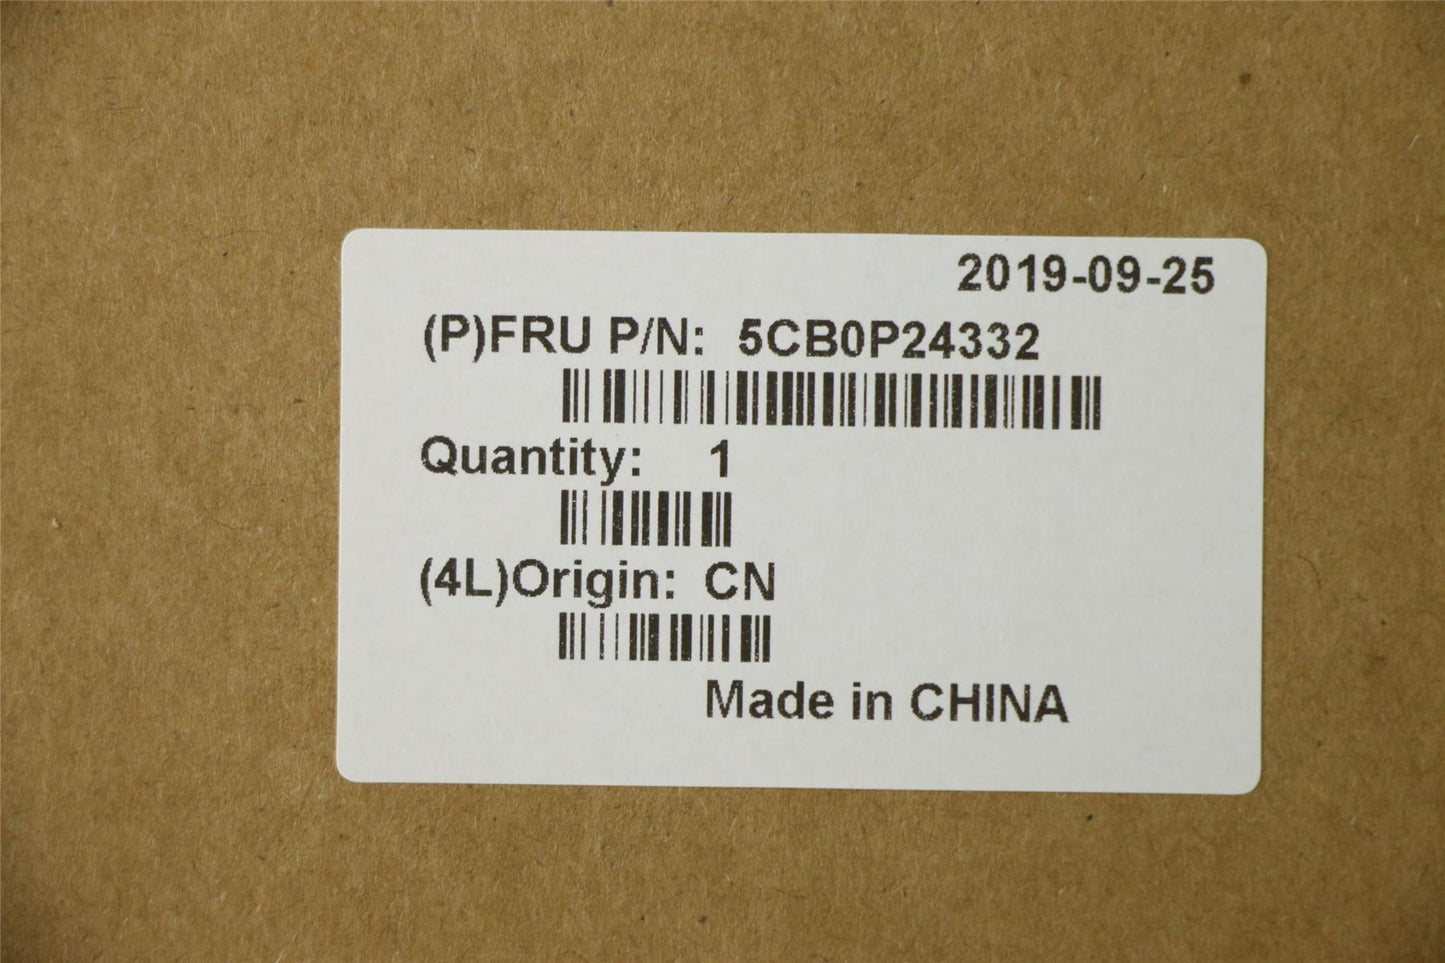 2019-09-25
(P)FRU P/N: 5CB0P24332
Quantity: 1
(4L)Origin: CN
Made in CHINA